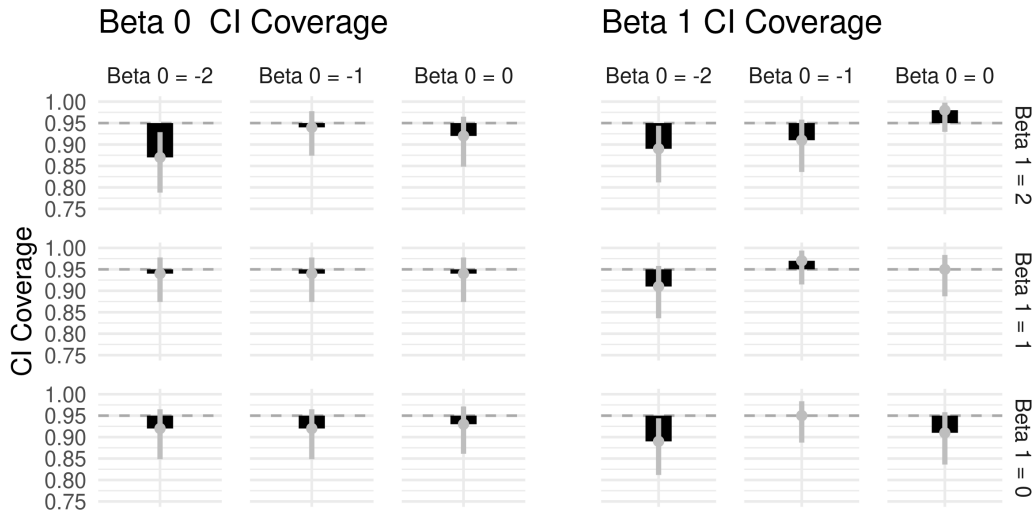 Beta 0  CI Coverage
Beta 1 CI Coverage
Beta 0 = -2
Beta 0 = -1
Beta 0 = 0
Beta 0 = -2
Beta 0 = -1
Beta 0 = 0
CI Coverage
1.00
0.95
0.90
0.85
0.80
0.75
Beta 1 = 2
1.00
0.95
0.90
0.85
0.80
0.75
Beta 1 = 1
1.00
0.95
0.90
0.85
0.80
0.75
Beta 1 = 0